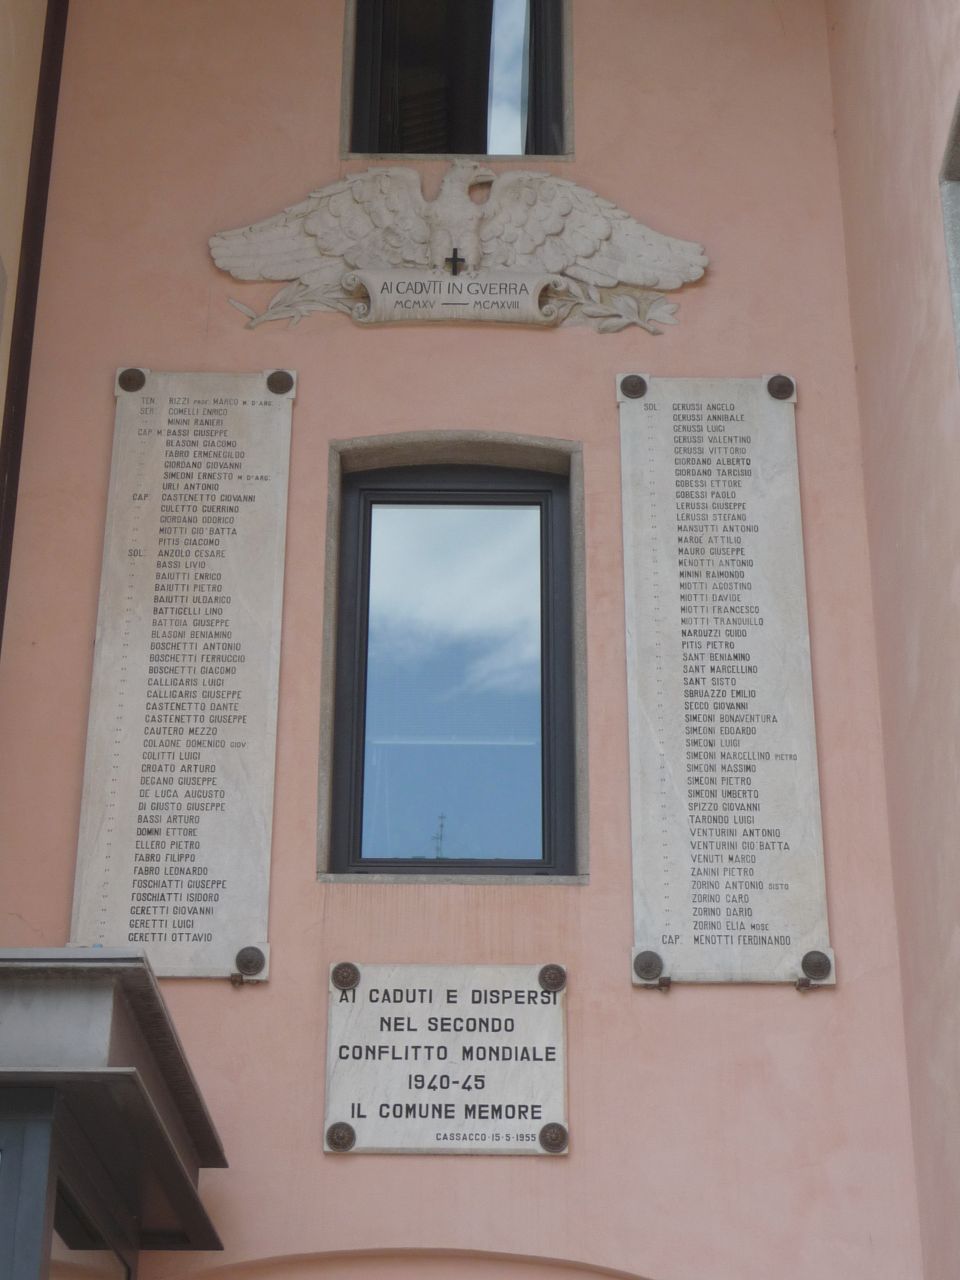 AI CADUTI IN GVERRA
MCMXV — MCMXVIII
TEN. RIZZI PROF. MARCO M. D'ARG.
SER. COMELLI ENRICO
" MININI RANIERI
CAP. M. BASSI GIUSEPPE
" BLASONI GIACOMO
" FABRO ERMENEGILDO
" GIORDANO GIOVANNI
" SIMEONI ERNESTO M. D'ARG.
" URLI ANTONIO
CAP. CASTENETTO GIOVANNI
" CULETTO GUERRINO
" GIORDANO ODORICO
" MIOTTI GIO'BATTA
" PITIS GIACOMO
SOL. ANZOLO CESARE
" BASSI LIVIO
" BAIUTTI ENRICO
" BAIUTTI PIETRO
" BAIUTTI ULDARICO
" BATTIGELLI LINO
" BATTOIA GIUSEPPE
" BLASONI BENIAMINO
" BOSCHETTI ANTONIO
" BOSCHETTI FERRUCIO
" BOSCHETTI GIACOMO
" CALLIGARIS LUIGI
" CALLIGARIS GIUSEPPE
" CASTENETTO DANTE
" CASTENETTO GIUSEPPE
" CAUTERO MEZZO
" COLAONE DOMENICO GIOV.
" COLITTI LUIGI
" CROATO ARTURO
" DEGANO GIUSEPPE
" DE LUCA AUGUSTO
" DI GIUSTO GIUSEPPE
" BASSI ARTURO
" DOMINI ETTORE
" ELLERO PIETRO
" FABRO FILIPPO
" FABRO LEONARDO
" FOSCHIATTI GIUSEPPE
" FOSCHIATTI ISIDORO
" GERETTI GIOVANNI
" GERETTI LUIGI
" GERETTI OTTAVIO
SOL. GERUSSI ANGELO
" GERUSSI ANNIBALE
" GERUSSI LUIGI
" GERUSSI VALENTINO
" GERUSSI VITTORIO
" GIORDANO ALBERTO
" GIORDANO TARCISIO
" GOBESSI ETTORE
" GOBESSI PAOLO
" LERUSSI GIUSEPPE
" LERUSSI STEFANO
" MANSUTTI ANTONIO
" MAROE' ATTILIO
" MAURO GIUSEPPE
" MENOTTI ANTONIO
" MININI RAIMONDO
" MIOTTI AGOSTINO
" MIOTTI DAVIDE
" MIOTTI FRANCESCO
" MIOTTI TRANQUILLO
" NARDUZZI GUIDO
" PITIS PIETRO
" SANT BENIAMINO
" SANT MARCELLINO
" SANT SISTO
" SBRUAZZO EMILIO
" SECCO GIOVANNI
" SIMEONI BONAVENTURA
" SIMEONI EDOARDO
" SIMEONI LUIGI
" SIMEONI MARCELLINO PIETRO
" SIMEONI MASSIMO
" SIMEONI PIETRO
" SIMEONI UMBERTO
" SPIZZO GIOVANNI
" TARONDO LUIGI
" VENTURINI ANTONIO
" VENTURINI GIO'BATTA
" VENUTI MARCO
" ZANINI PIETRO
" ZORINO ANTONIO SISTO
" ZORINO CARLO
" ZORINO DARIO
" ZORINO ELIA MOSE
CAP. MENOTTI FERDINANDO
AI CADUTI E DISPERSI
NEL SECONDO
CONFLITTO MONDIALE
1940-45
IL COMUNE MEMORE
CASSACCO·15·5·1955